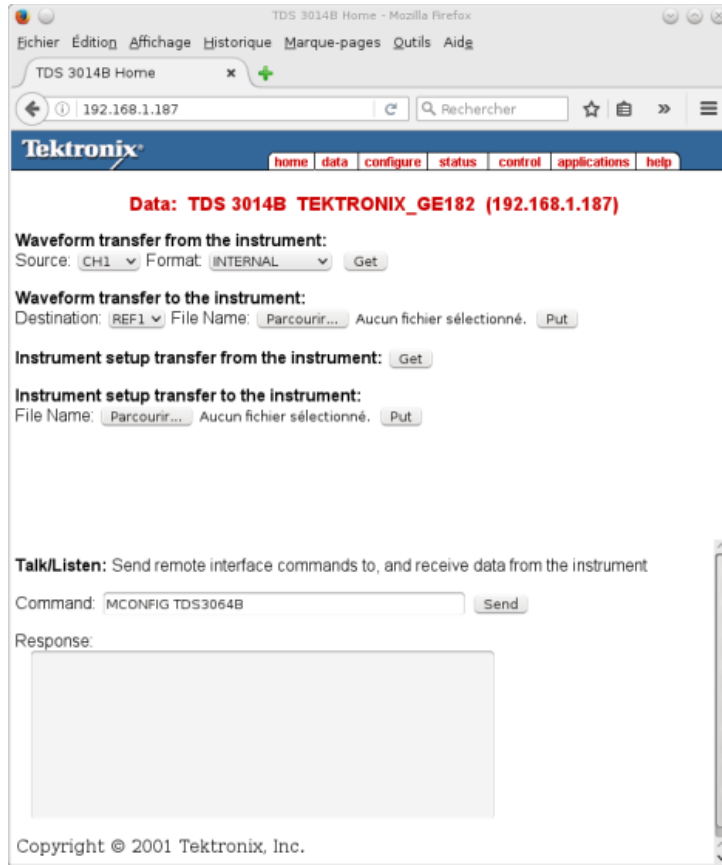 TDS 3014B Home - Mozilla Firefox
Fichier Édition Affichage Historique Marque-pages Outils Aide
TDS 3014B Home
192.168.1.187 Rechercher
Tektronix
home data configure status control applications help
Data: TDS 3014B TEKTRONIX_GE182 (192.168.1.187)
Waveform transfer from the instrument:
Source: CH1 Format: INTERNAL Get
Waveform transfer to the instrument:
Destination: REF1 File Name: Parcourir... Aucun fichier sélectionné. Put
Instrument setup transfer from the instrument: Get
Instrument setup transfer to the instrument:
File Name: Parcourir... Aucun fichier sélectionné. Put
Talk/Listen: Send remote interface commands to, and receive data from the instrument
Command: MCONFIG TDS3064B Send
Response:
Copyright © 2001 Tektronix, Inc.